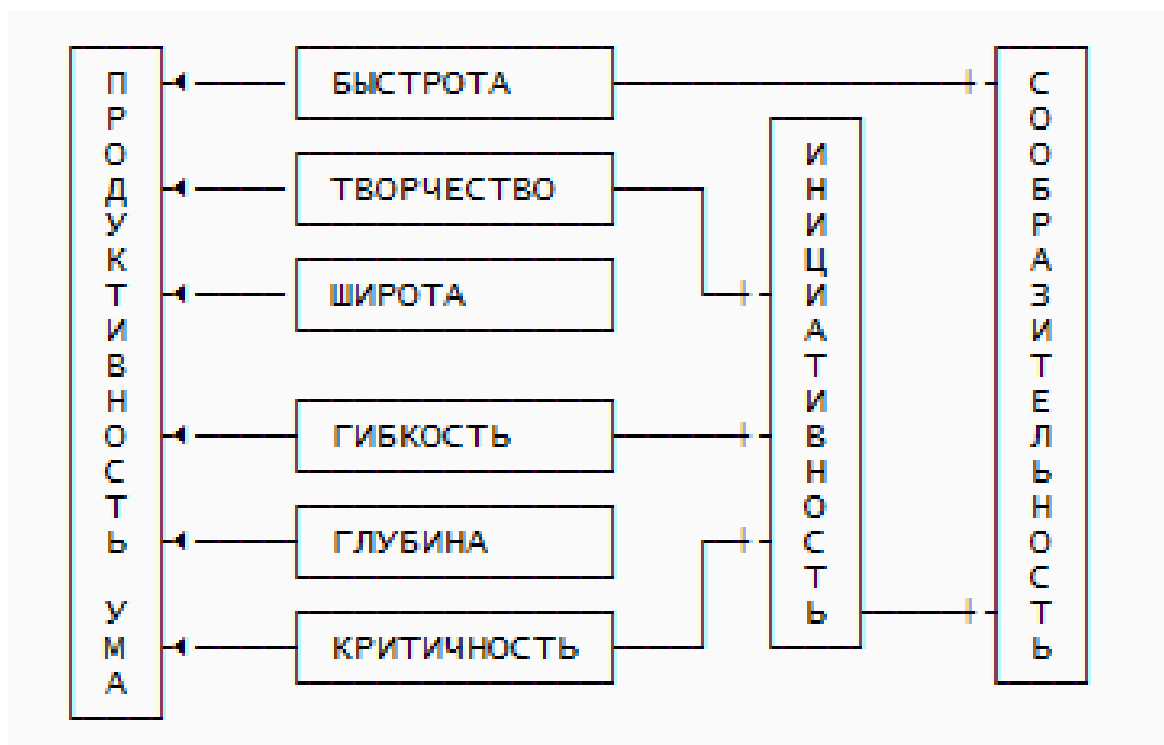 ПРОДУКТИВНОСТЬ УМА
БЫСТРОТА
ТВОРЧЕСТВО
ШИРОТА
ГИБКОСТЬ
ГЛУБИНА
КРИТИЧНОСТЬ
ИНИЦИАТИВНОСТЬ
СООБРАЗИТЕЛЬНОСТЬ